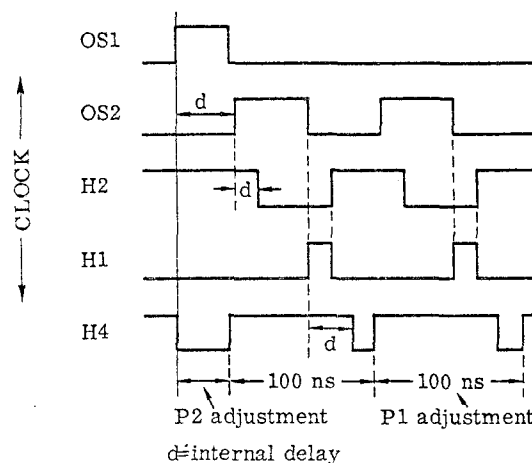 OS1
d
OS2
CLOCK
H2
d
H1
H4
d
100 ns
100 ns
P2 adjustment
P1 adjustment
d=internal delay